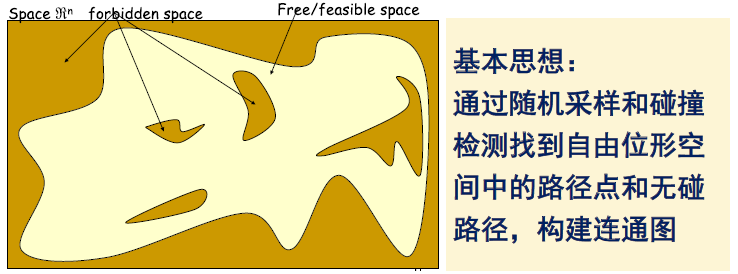 Space ℜⁿ forbidden space
Free/feasible space
基本思想：
通过随机采样和碰撞
检测找到自由位形空
间中的路径点和无碰
路径，构建连通图